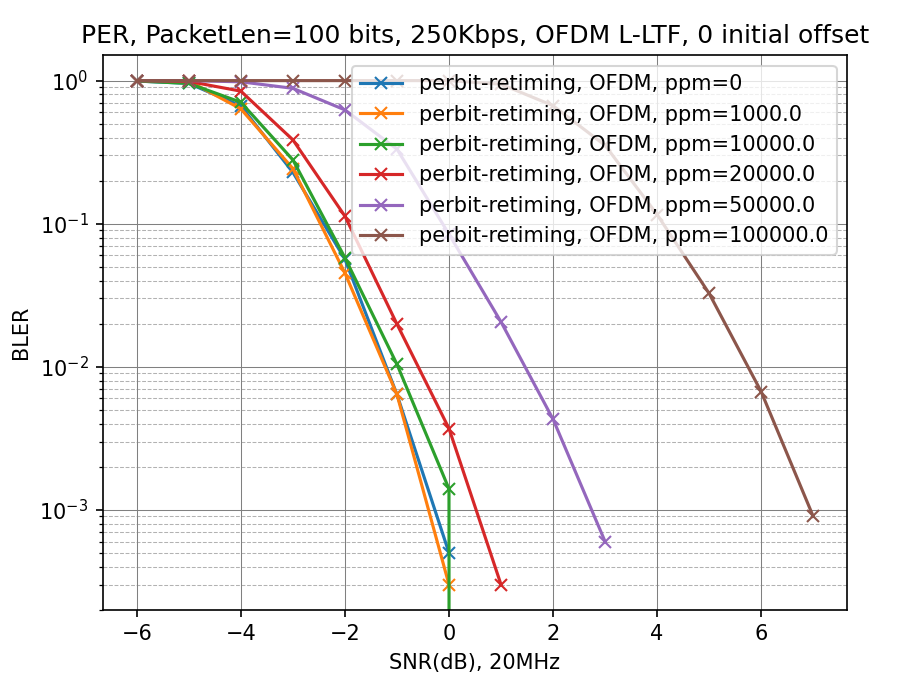 PER, PacketLen=100 bits, 250Kbps, OFDM L-LTF, 0 initial offset
perbit-retiming, OFDM, ppm=0
perbit-retiming, OFDM, ppm=1000.0
perbit-retiming, OFDM, ppm=10000.0
perbit-retiming, OFDM, ppm=20000.0
perbit-retiming, OFDM, ppm=50000.0
perbit-retiming, OFDM, ppm=100000.0
BLER
10⁰
10⁻¹
10⁻²
10⁻³
−6 −4 −2 0 2 4 6
SNR(dB), 20MHz